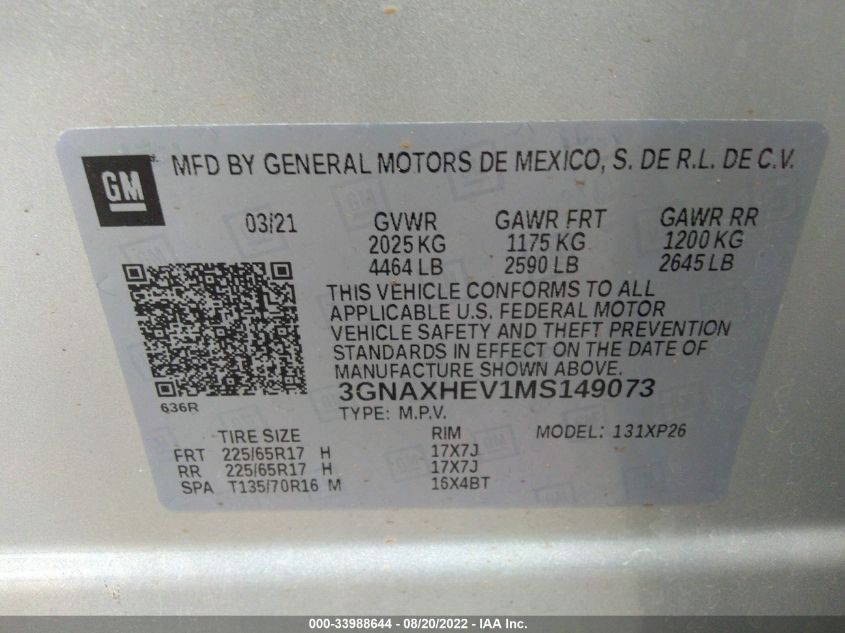 GM
MFD BY GENERAL MOTORS DE MEXICO, S. DE R.L. DE C.V.
03/21 GVWR GAWR FRT GAWR RR
2025 KG 1175 KG 1200 KG
4464 LB 2590 LB 2645 LB
THIS VEHICLE CONFORMS TO ALL
APPLICABLE U.S. FEDERAL MOTOR
VEHICLE SAFETY AND THEFT PREVENTION
STANDARDS IN EFFECT ON THE DATE OF
MANUFACTURE SHOWN ABOVE.
3GNAXHEV1MS149073
636R
TYPE: M.P.V.
TIRE SIZE RIM MODEL: 131XP26
FRT 225/65R17 H 17X7J
RR 225/65R17 H 17X7J
SPA T135/70R16 M 16X4BT
000-33988644 - 08/20/2022 - IAA Inc.